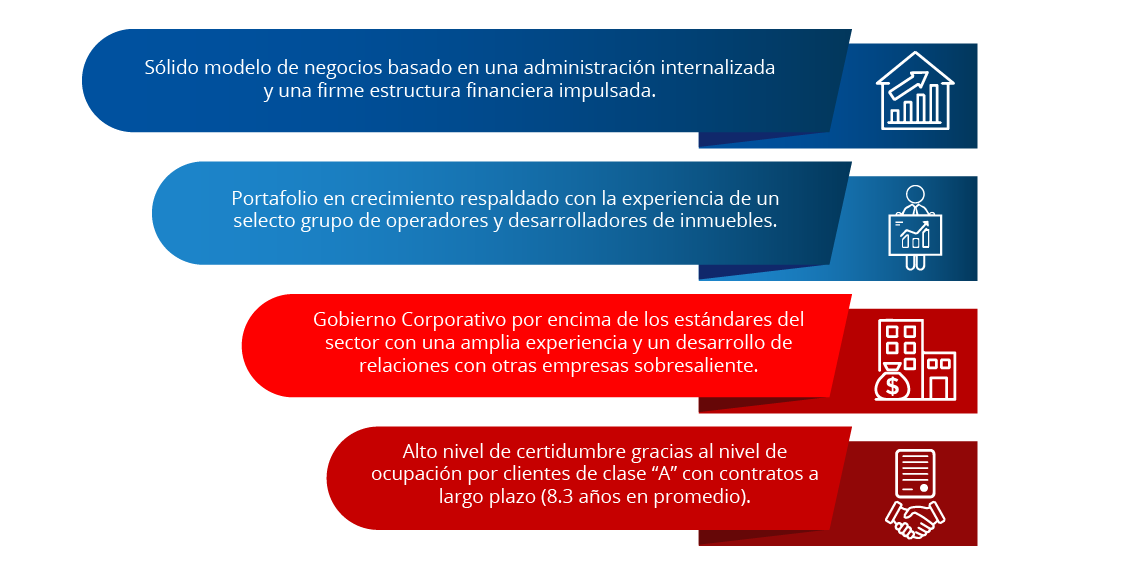 Sólido modelo de negocios basado en una administración internalizada
y una firme estructura financiera impulsada.
Portafolio en crecimiento respaldado con la experiencia de un
selecto grupo de operadores y desarrolladores de inmuebles.
Gobierno Corporativo por encima de los estándares del
sector con una amplia experiencia y un desarrollo de
relaciones con otras empresas sobresaliente.
$
Alto nivel de certidumbre gracias al nivel de
ocupación por clientes de clase “A” con contratos a
largo plazo (8.3 años en promedio).